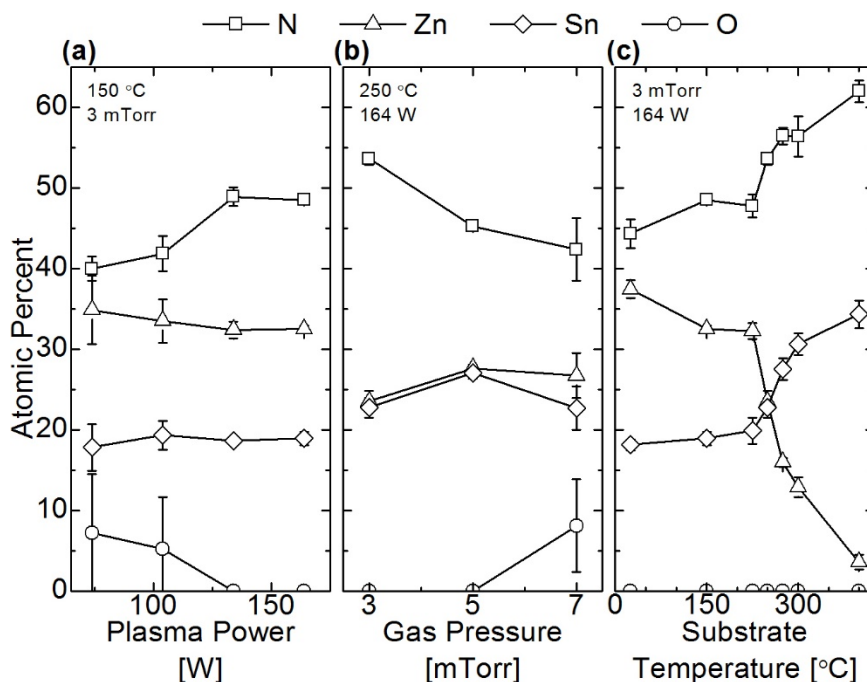 N Zn Sn O
(a) (b) (c)
150 °C
3 mTorr
250 °C
164 W
3 mTorr
164 W
Atomic Percent
60
50
40
30
20
10
0
100 150
3 5 7
0 150 300
Plasma Power
[W]
Gas Pressure
[mTorr]
Substrate
Temperature [°C]